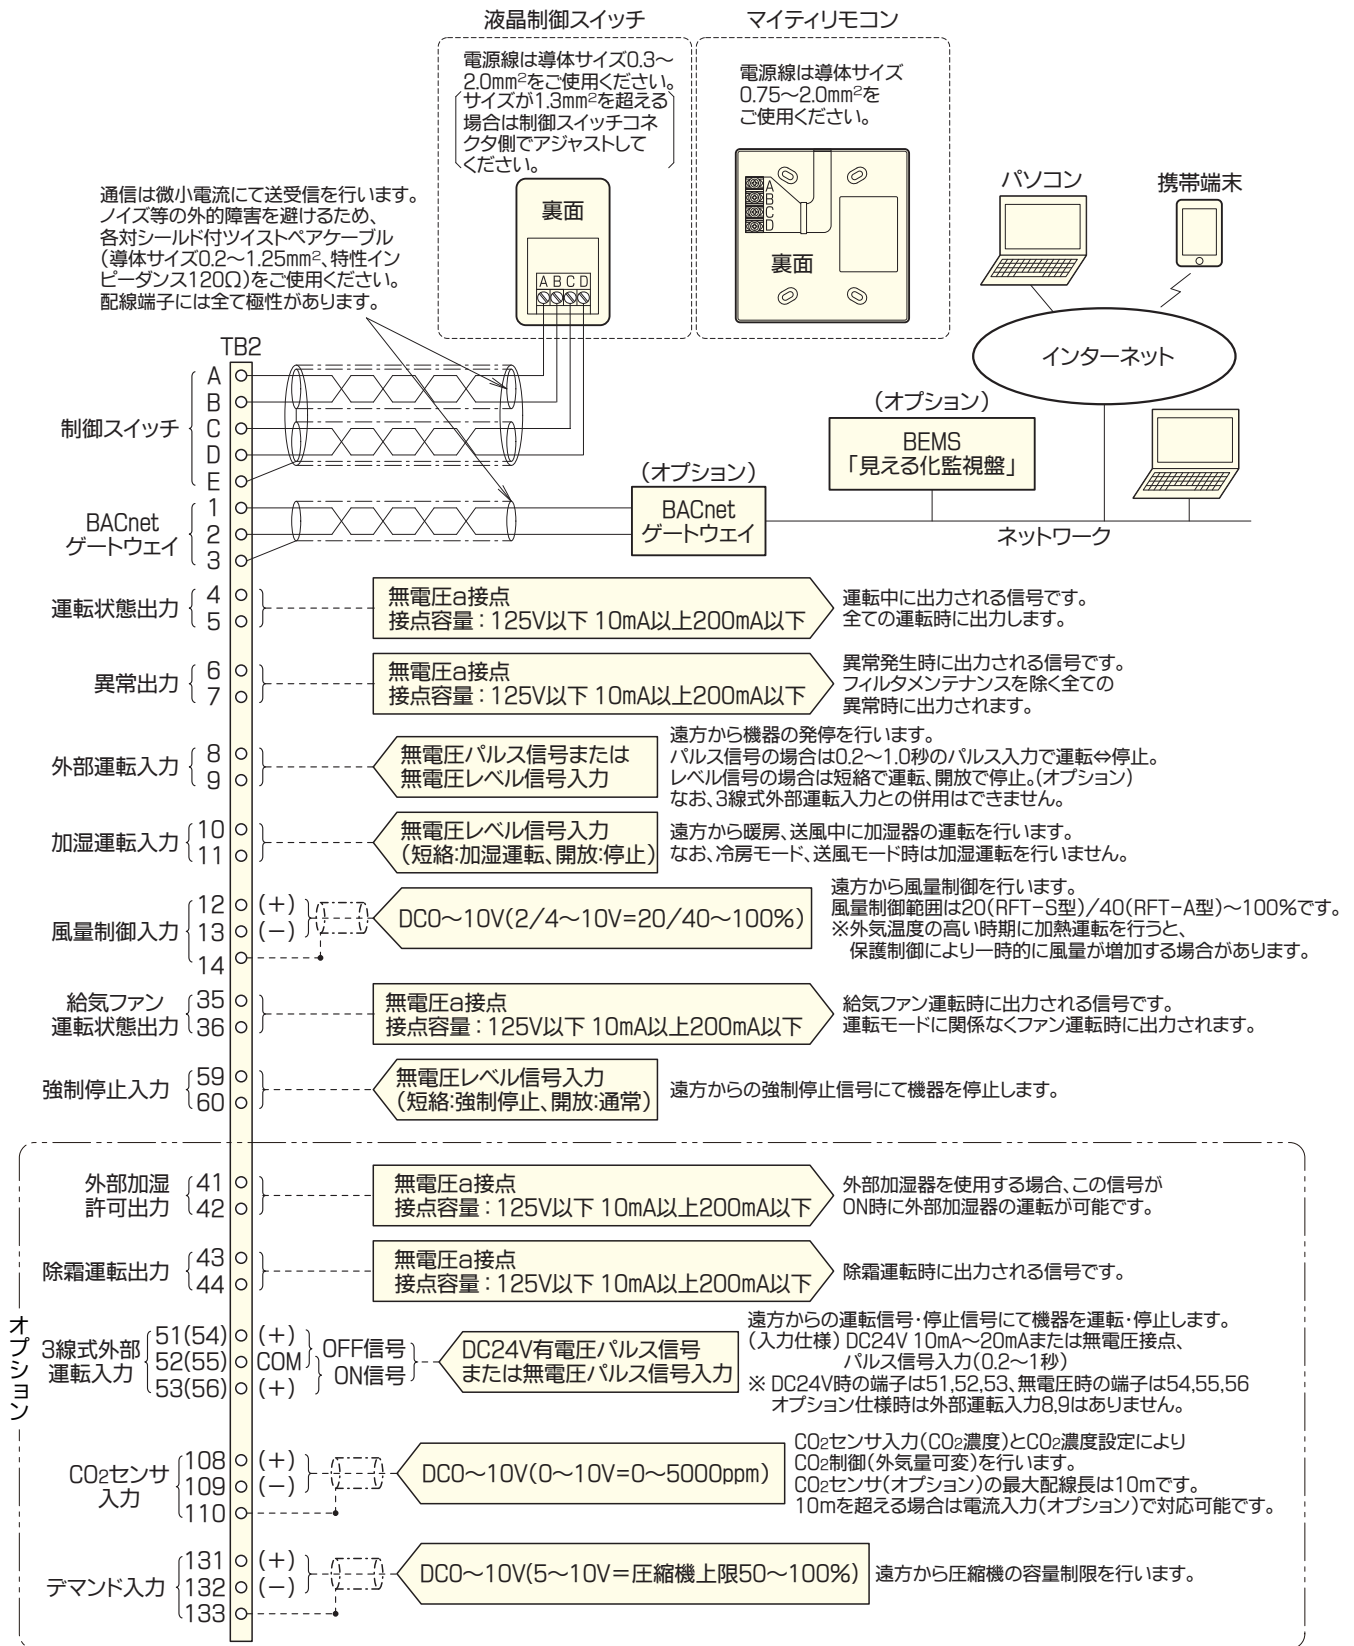 液晶制御スイッチ
電源線は導体サイズ0.3～
2.0mm²をご使用ください。
サイズが1.3mm²を超える
場合は制御スイッチコネ
クタ側でアジャストして
ください。
裏面
A B C D
マイティリモコン
電源線は導体サイズ
0.75～2.0mm²を
ご使用ください。
A
B
C
D
裏面
パソコン
携帯端末
インターネット
通信は微小電流にて送受信を行います。
ノイズ等の外的障害を避けるため、
各対シールド付ツイストペアケーブル
(導体サイズ0.2～1.25mm²、特性イン
ピーダンス120Ω)をご使用ください。
配線端子には全て極性があります。
TB2
制御スイッチ
A
B
C
D
E
BACnet
ゲートウェイ
1
2
3
(オプション)
BACnet
ゲートウェイ
(オプション)
BEMS
「見える化監視盤」
ネットワーク
運転状態出力
4
5
無電圧a接点
接点容量：125V以下 10mA以上200mA以下
運転中に出力される信号です。
全ての運転時に出力します。
異常出力
6
7
無電圧a接点
接点容量：125V以下 10mA以上200mA以下
異常発生時に出力される信号です。
フィルタメンテナンスを除く全ての
異常時に出力されます。
外部運転入力
8
9
無電圧パルス信号または
無電圧レベル信号入力
遠方から機器の発停を行います。
パルス信号の場合は0.2～1.0秒のパルス入力で運転⇔停止。
レベル信号の場合は短絡で運転、開放で停止。(オプション)
なお、3線式外部運転入力との併用はできません。
加湿運転入力
10
11
無電圧レベル信号入力
(短絡:加湿運転、開放:停止)
遠方から暖房、送風中に加湿器の運転を行います。
なお、冷房モード、送風モード時は加湿運転を行いません。
風量制御入力
12 (+)
13 (−)
14
DC0～10V(2/4～10V=20/40～100%)
遠方から風量制御を行います。
風量制御範囲は20(RFT-S型)/40(RFT-A型)～100%です。
※外気温度の高い時期に加熱運転を行うと、
保護制御により一時的に風量が増加する場合があります。
給気ファン
運転状態出力
35
36
無電圧a接点
接点容量：125V以下 10mA以上200mA以下
給気ファン運転時に出力される信号です。
運転モードに関係なくファン運転時に出力されます。
強制停止入力
59
60
無電圧レベル信号入力
(短絡:強制停止、開放:通常)
遠方からの強制停止信号にて機器を停止します。
オプション
外部加湿
許可出力
41
42
無電圧a接点
接点容量：125V以下 10mA以上200mA以下
外部加湿器を使用する場合、この信号が
ON時に外部加湿器の運転が可能です。
除霜運転出力
43
44
無電圧a接点
接点容量：125V以下 10mA以上200mA以下
除霜運転時に出力される信号です。
3線式外部
運転入力
51(54) (+)
52(55) COM
53(56) (+)
OFF信号
ON信号
DC24V有電圧パルス信号
または無電圧パルス信号入力
遠方からの運転信号・停止信号にて機器を運転・停止します。
(入力仕様) DC24V 10mA～20mAまたは無電圧接点、
パルス信号入力(0.2～1秒)
※ DC24V時の端子は51,52,53、無電圧時の端子は54,55,56
オプション仕様時は外部運転入力8,9はありません。
CO₂センサ
入力
108 (+)
109 (−)
110
DC0～10V(0～10V=0～5000ppm)
CO₂センサ入力(CO₂濃度)とCO₂濃度設定により
CO₂制御(外気量可変)を行います。
CO₂センサ(オプション)の最大配線長は10mです。
10mを超える場合は電流入力(オプション)で対応可能です。
デマンド入力
131 (+)
132 (−)
133
DC0～10V(5～10V=圧縮機上限50～100%)
遠方から圧縮機の容量制限を行います。